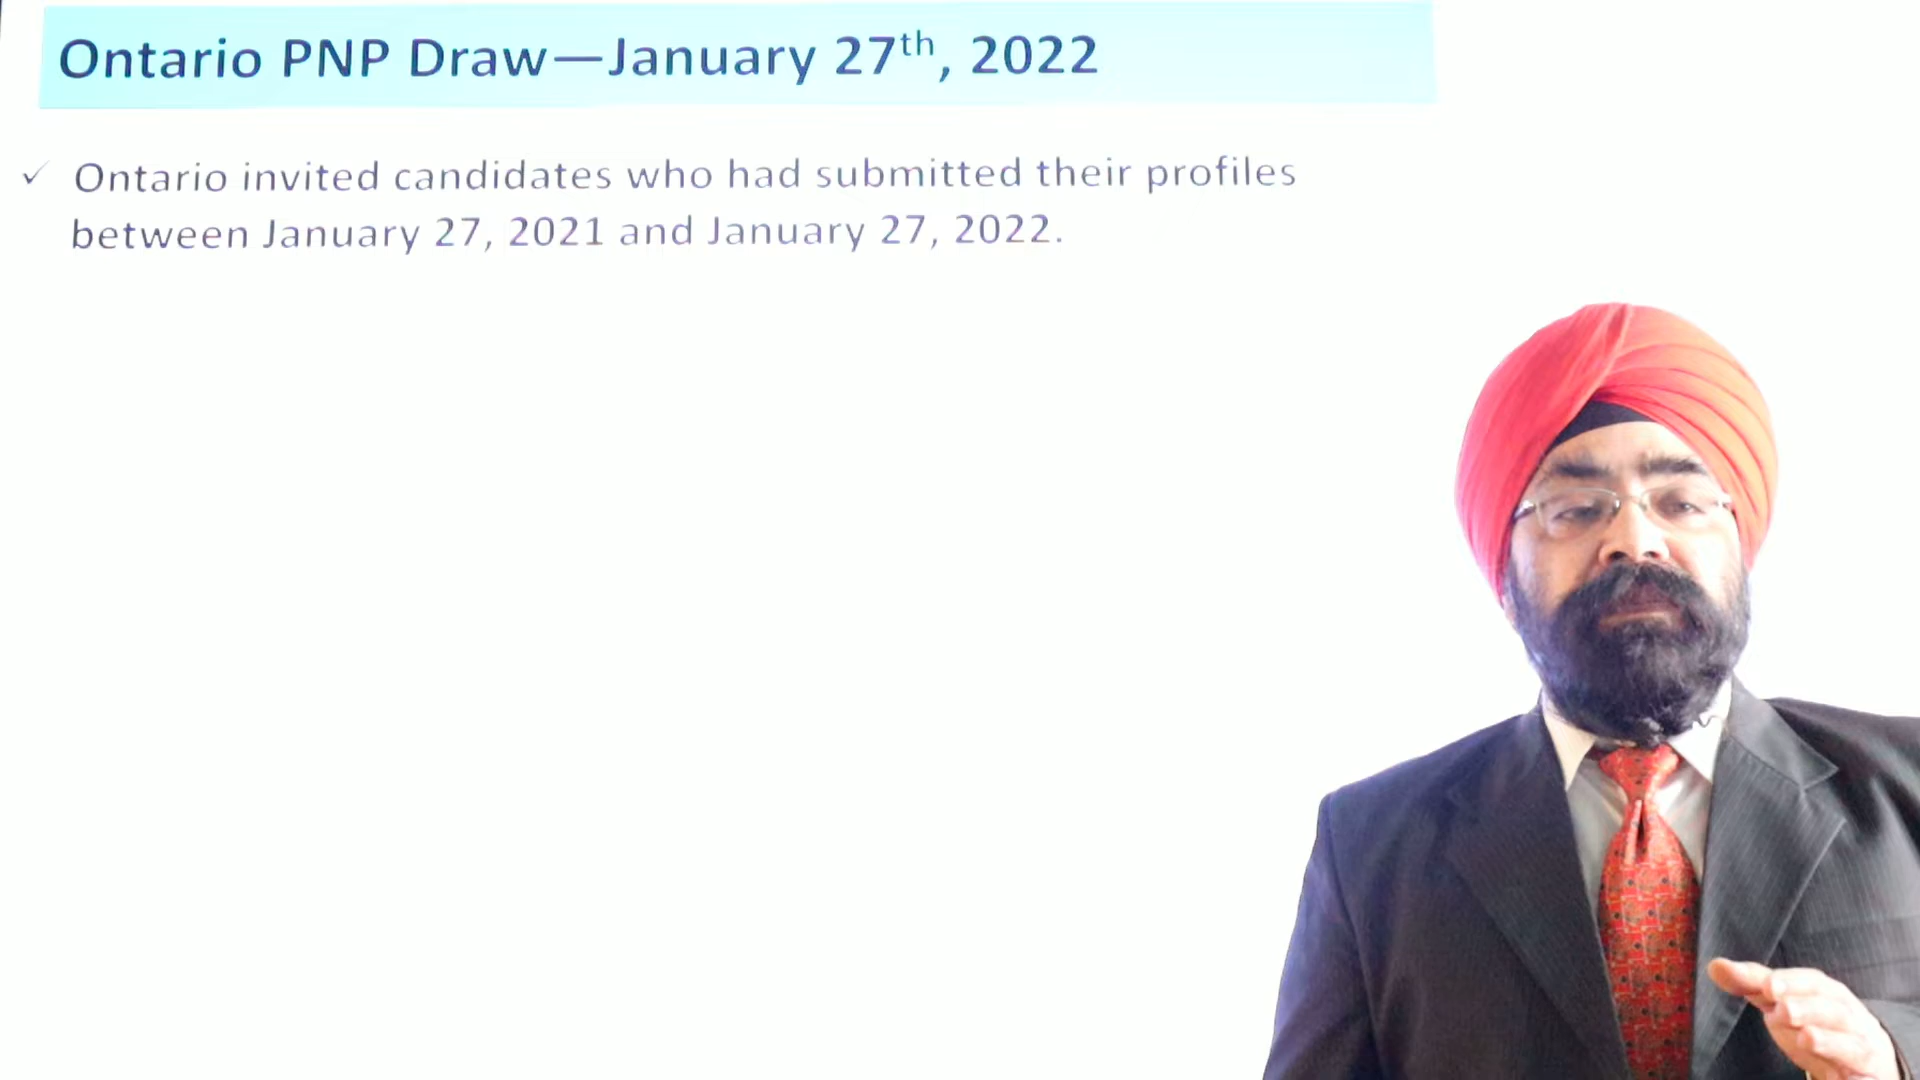 Ontario PNP Draw—January 27th, 2022
✓ Ontario invited candidates who had submitted their profiles
between January 27, 2021 and January 27, 2022.